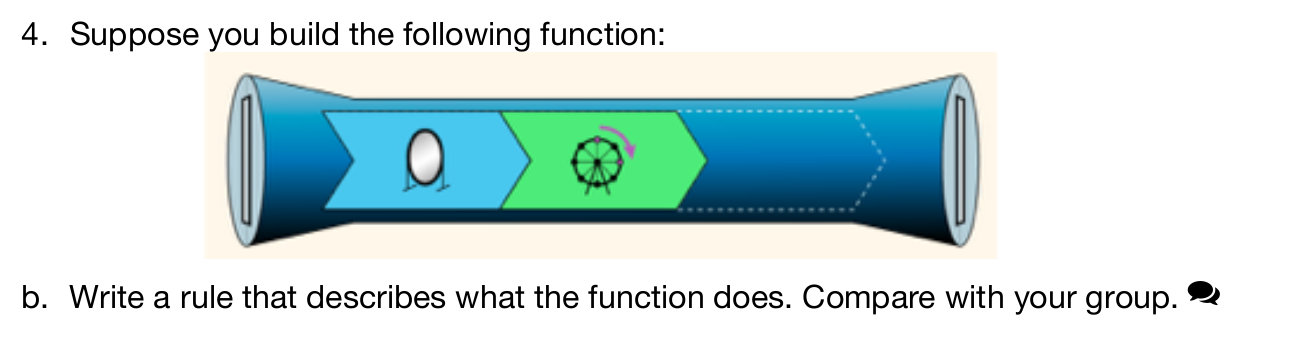 4. Suppose you build the following function:
b. Write a rule that describes what the function does. Compare with your group.